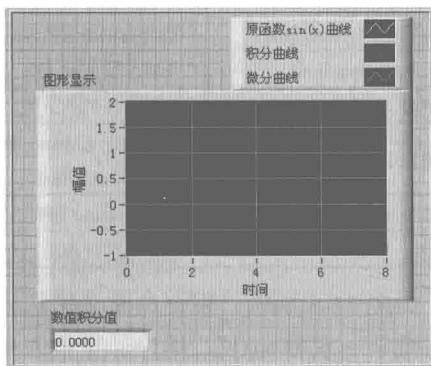 原函数sin(x)曲线
积分曲线
微分曲线
图形显示
2
1.5
1
0.5
0
-0.5
-1
幅值
0 2 4 6 8
时间
数值积分值
0.0000